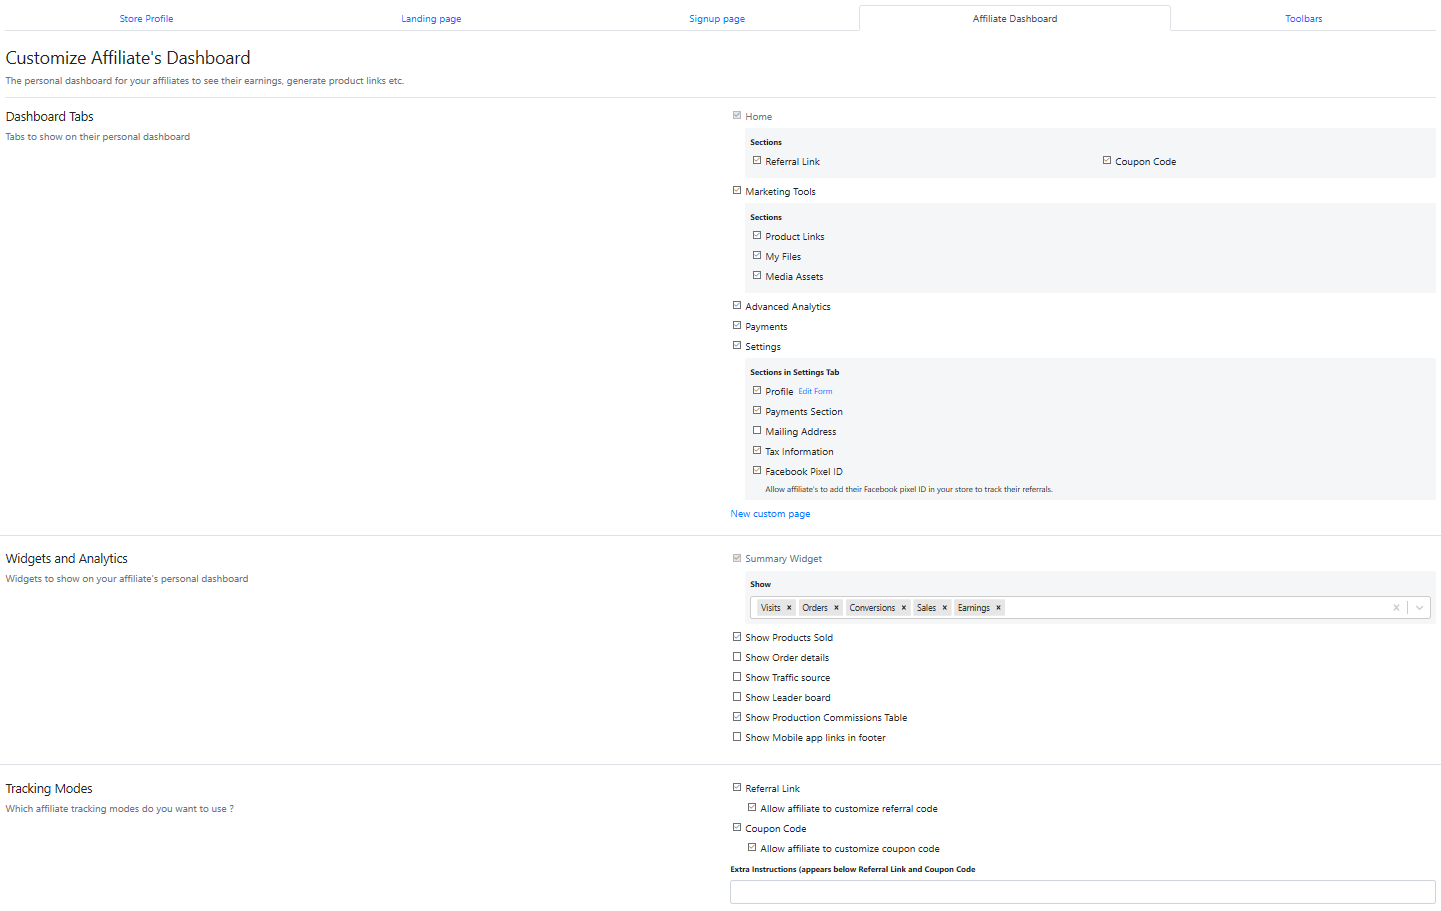 Store Profile
Landing page
Signup page
Affiliate Dashboard
Toolbars
Customize Affiliate's Dashboard
The personal dashboard for your affiliates to see their earnings, generate product links etc.
Dashboard Tabs
Tabs to show on their personal dashboard
Home
Sections
Referral Link
Coupon Code
Marketing Tools
Sections
Product Links
My Files
Media Assets
Advanced Analytics
Payments
Settings
Sections in Settings Tab
Profile Edit Form
Payments Section
Mailing Address
Tax Information
Facebook Pixel ID
Allow affiliate's to add their Facebook pixel ID in your store to track their referrals.
New custom page
Widgets and Analytics
Widgets to show on your affiliate's personal dashboard
Summary Widget
Show
Visits × Orders × Conversions × Sales × Earnings ×
Show Products Sold
Show Order details
Show Traffic source
Show Leader board
Show Production Commissions Table
Show Mobile app links in footer
Tracking Modes
Which affiliate tracking modes do you want to use ?
Referral Link
Allow affiliate to customize referral code
Coupon Code
Allow affiliate to customize coupon code
Extra Instructions (appears below Referral Link and Coupon Code